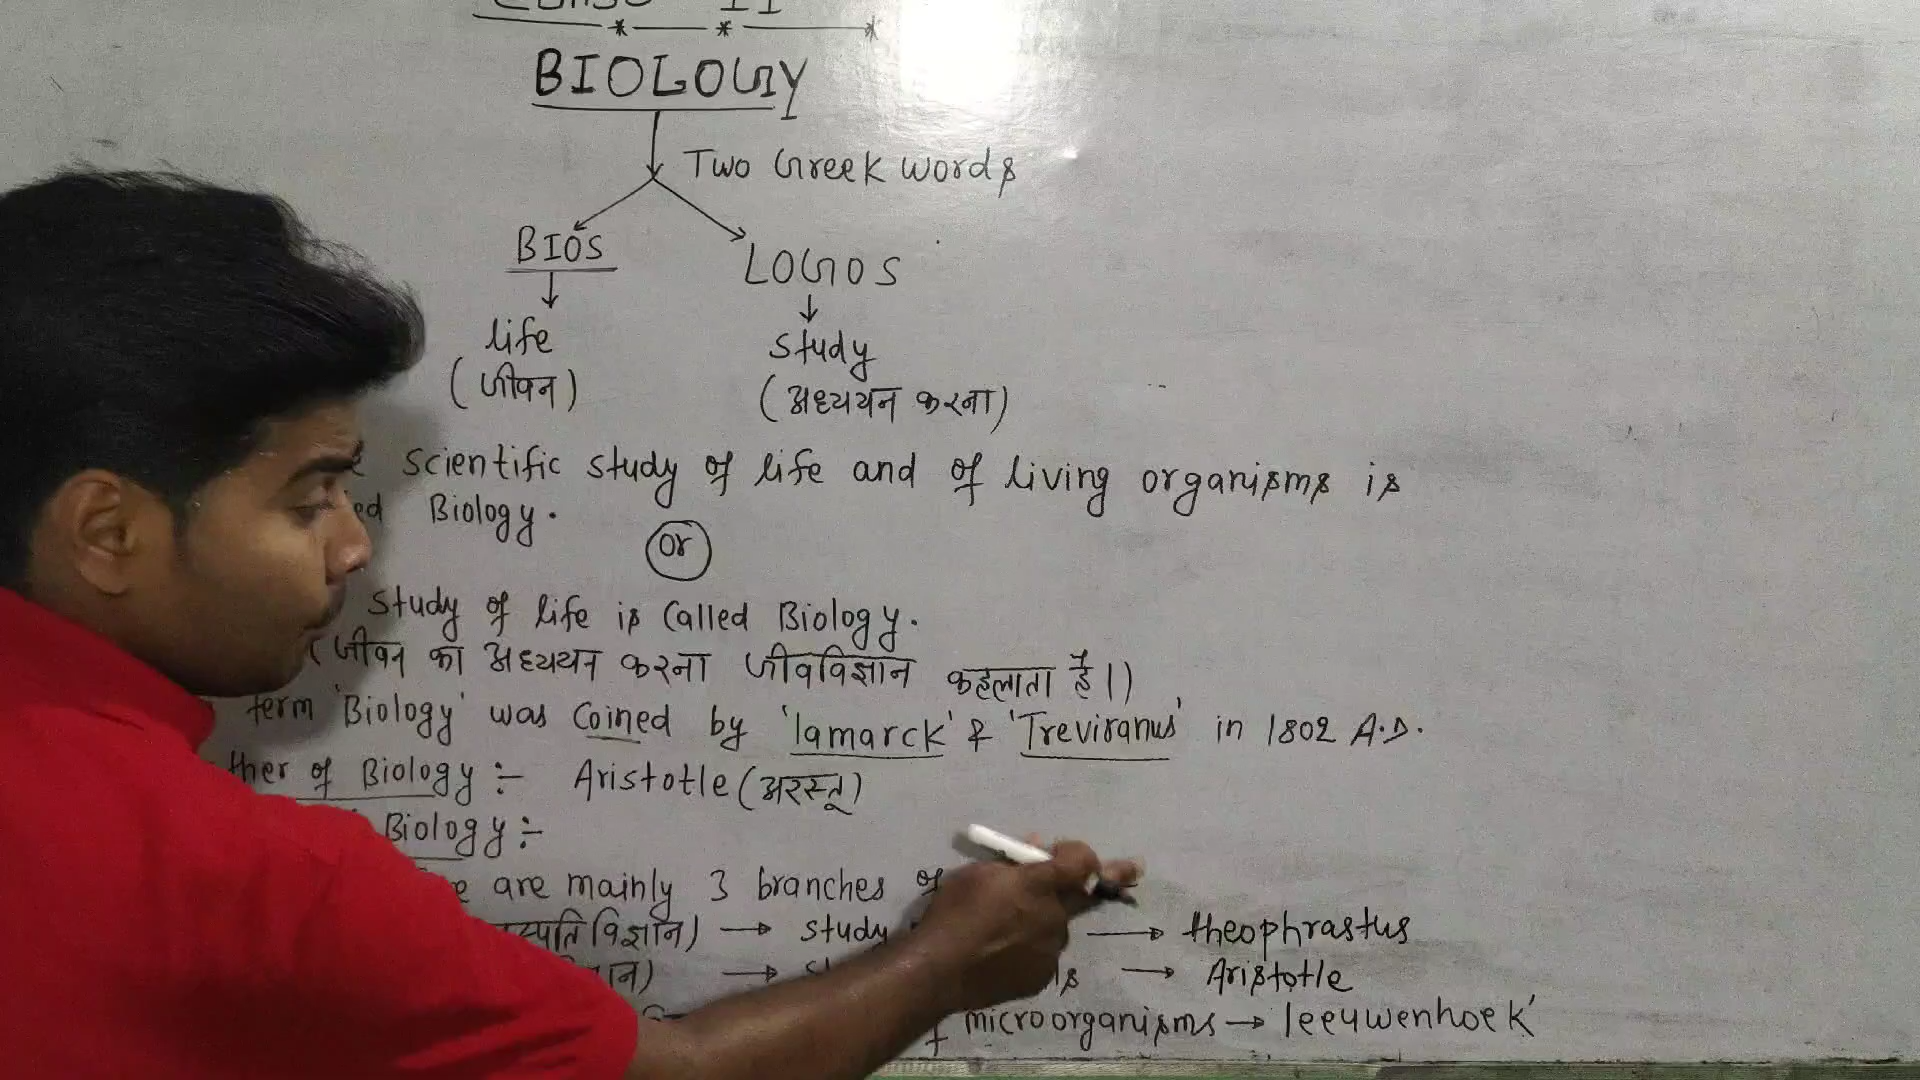 BIOLOGY
Two Greek words
BIOS
LOGOS
life
study
(जीवन)
(अध्ययन करना)
scientific study of life and of living organisms is
Biology.
or
study of life is called Biology.
(जीवन का अध्ययन करना जीवविज्ञान कहलाता है।)
term 'Biology' was coined by 'lamarck' & 'Treviranus' in 1802 A.D.
of Biology :- Aristotle (अरस्तू)
Biology :-
are mainly 3 branches of
→ study → theophrastus
→ → Aristotle
microorganisms → leeuwenhoek'